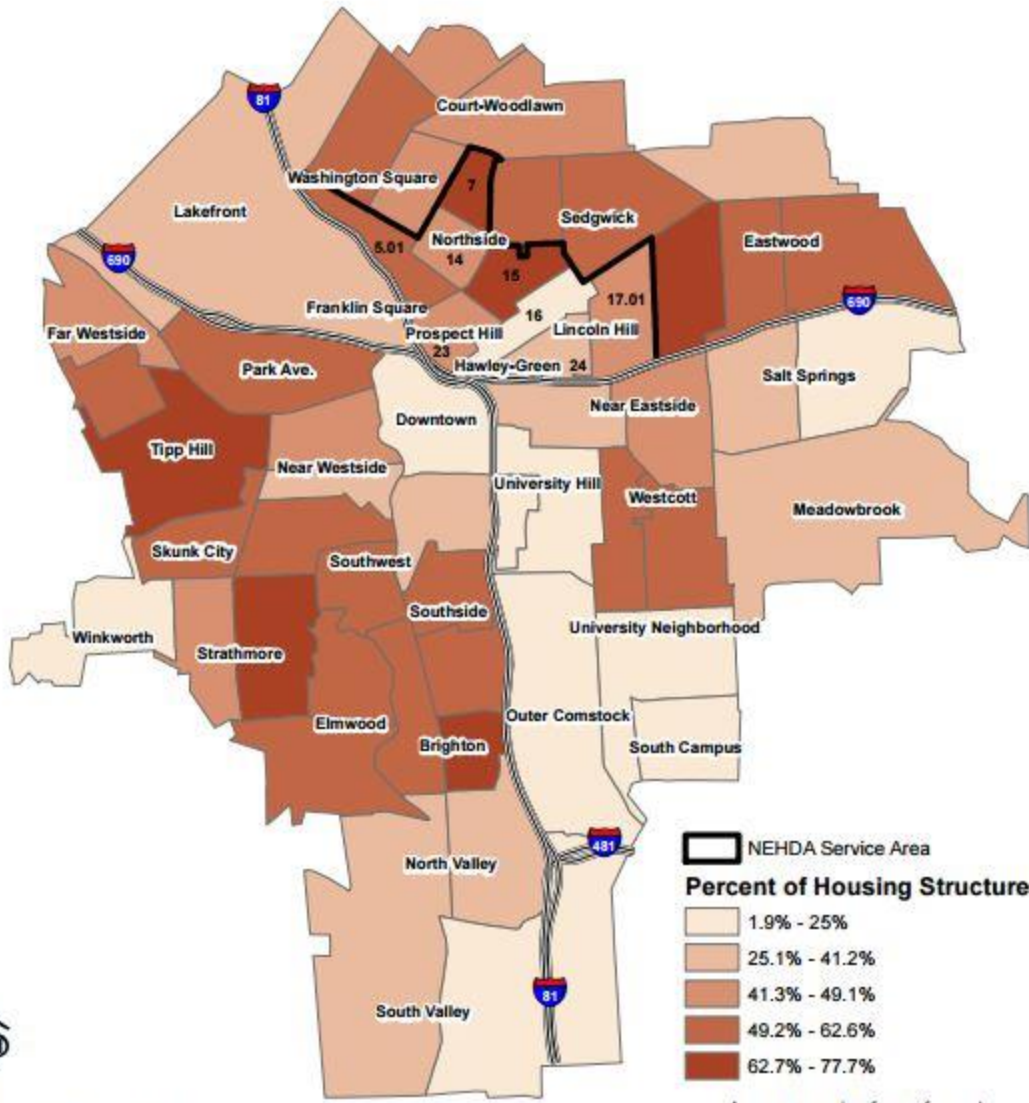 81
Court-Woodlawn
Washington Square
7
Lakefront
Sedgwick
Eastwood
5.01
Northside
14
690
15
Franklin Square
16
17.01
690
Far Westside
Prospect Hill
Lincoln Hill
23
Hawley-Green
24
Park Ave.
Salt Springs
Downtown
Near Eastside
Tipp Hill
Near Westside
University Hill
Westcott
Meadowbrook
Skunk City
Southwest
Southside
Winkworth
University Neighborhood
Strathmore
Elmwood
Outer Comstock
Brighton
South Campus
North Valley
481
81
South Valley
NEHDA Service Area
Percent of Housing Structure
1.9% - 25%
25.1% - 41.2%
41.3% - 49.1%
49.2% - 62.6%
62.7% - 77.7%